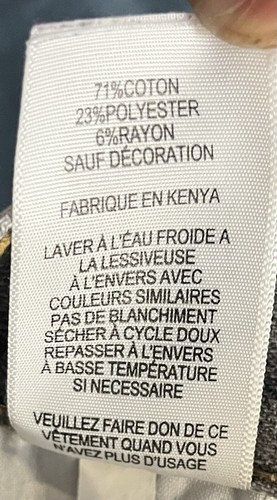 71%COTON
23%POLYESTER
6%RAYON
SAUF DÉCORATION
FABRIQUE EN KENYA
LAVER À L'ÉAU FROIDE A
LA LESSIVEUSE
À L'ENVERS AVEC
COULEURS SIMILAIRES
PAS DE BLANCHIMENT
SÉCHER À CYCLE DOUX
REPASSER À L'ENVERS
À BASSE TEMPÉRATURE
SI NECESSAIRE
VEUILLEZ FAIRE DON DE CE
VÊTEMENT QUAND VOUS
N'AVEZ PLUS D'USAGE